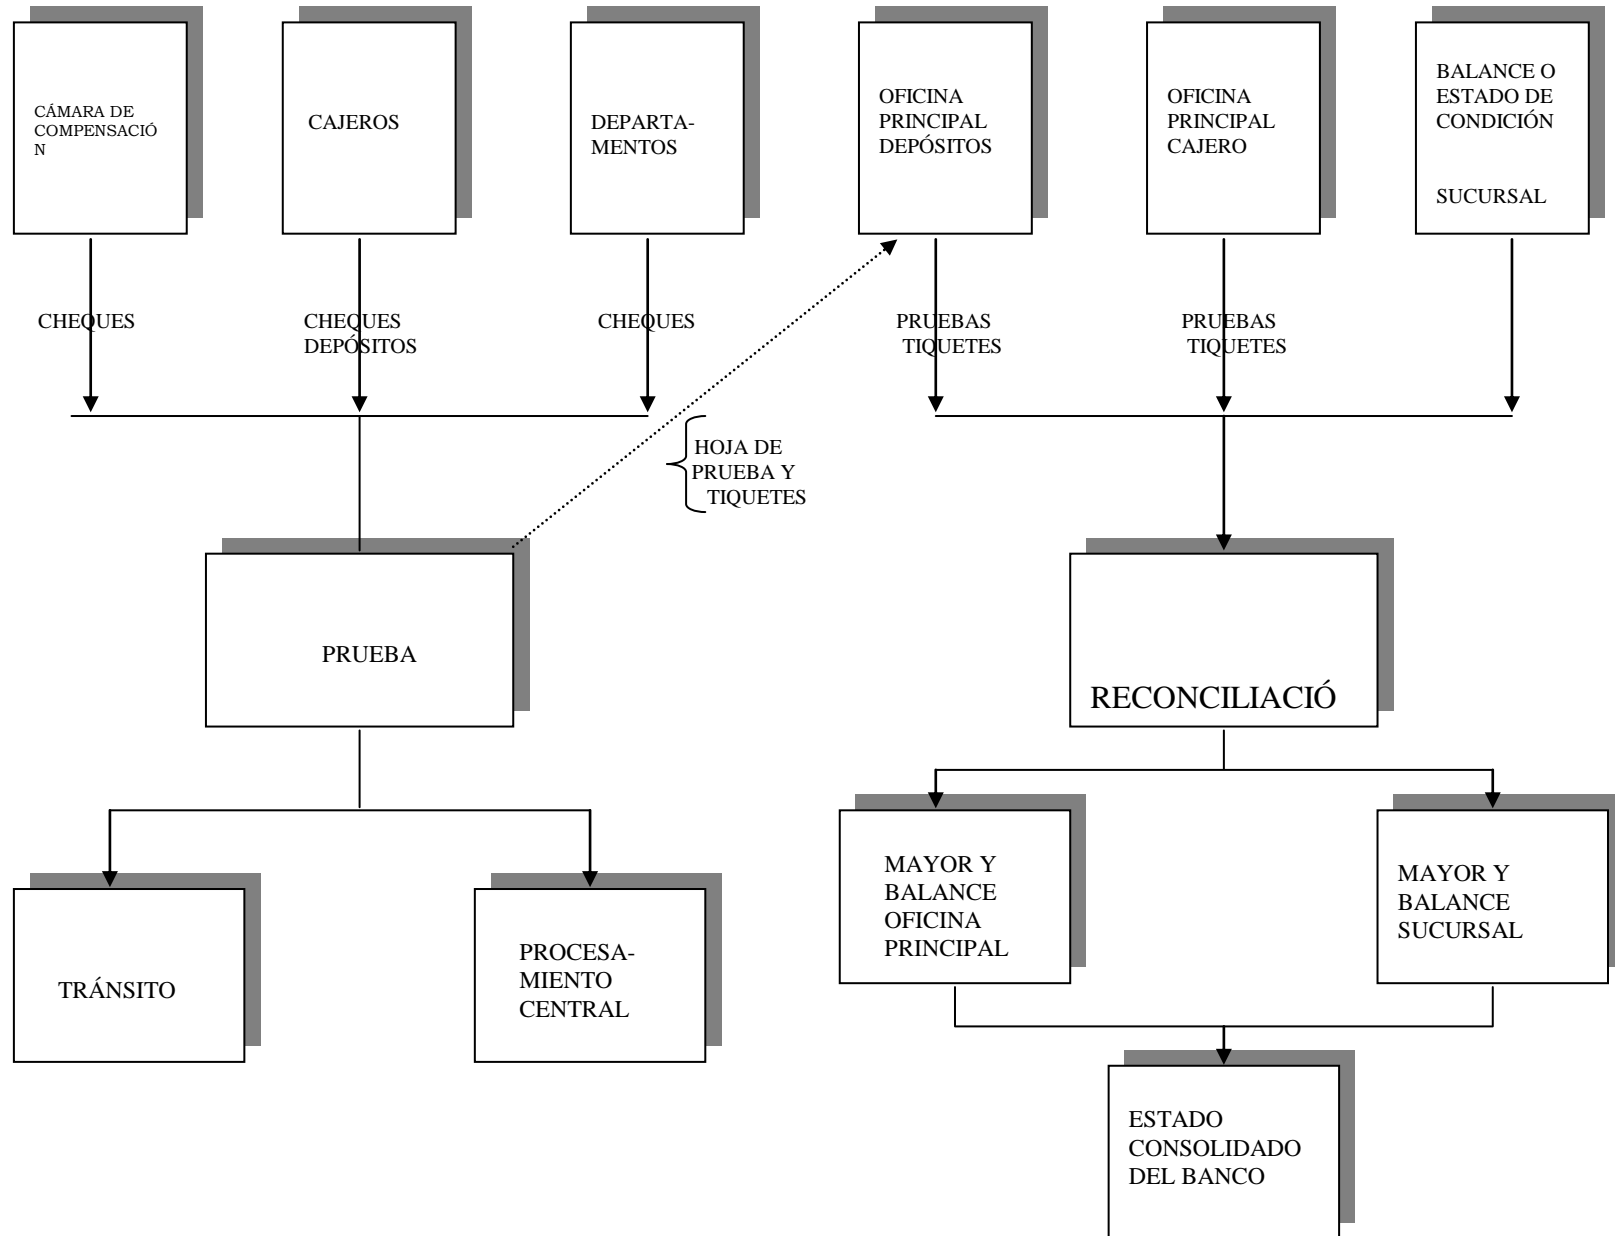 CÁMARA DE
COMPENSACIÓ
N
CAJEROS
DEPARTA-
MENTOS
OFICINA
PRINCIPAL
DEPÓSITOS
OFICINA
PRINCIPAL
CAJERO
BALANCE O
ESTADO DE
CONDICIÓN
SUCURSAL
CHEQUES
CHEQUES
DEPÓSITOS
CHEQUES
PRUEBAS
TIQUETES
PRUEBAS
TIQUETES
HOJA DE
PRUEBA Y
TIQUETES
PRUEBA
RECONCILIACIÓ
TRÁNSITO
PROCESA-
MIENTO
CENTRAL
MAYOR Y
BALANCE
OFICINA
PRINCIPAL
MAYOR Y
BALANCE
SUCURSAL
ESTADO
CONSOLIDADO
DEL BANCO